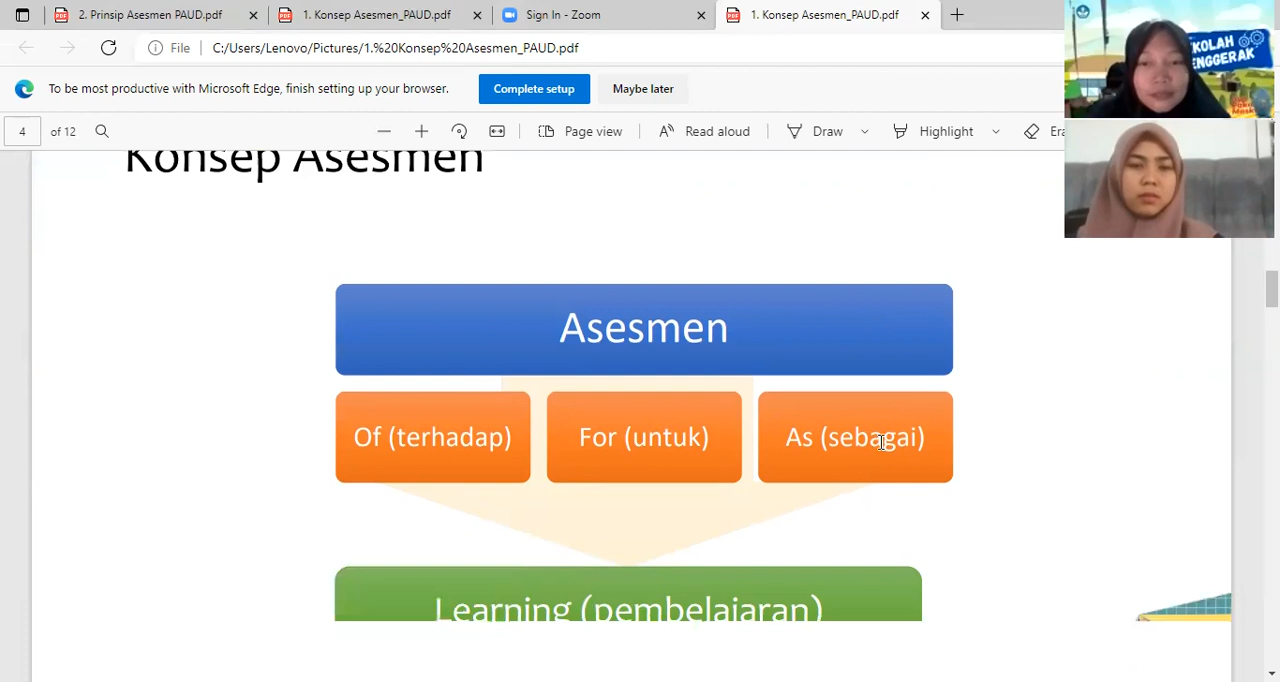 2. Prinsip Asesmen PAUD.pdf
1. Konsep Asesmen_PAUD.pdf
Sign In - Zoom
1. Konsep Asesmen_PAUD.pdf
File
C:/Users/Lenovo/Pictures/1.%20Konsep%20Asesmen_PAUD.pdf
To be most productive with Microsoft Edge, finish setting up your browser.
Complete setup
Maybe later
4 of 12
Page view
Read aloud
Draw
Highlight
Konsep Asesmen
Asesmen
Of (terhadap)
For (untuk)
As (sebagai)
Learning (pembelajaran)